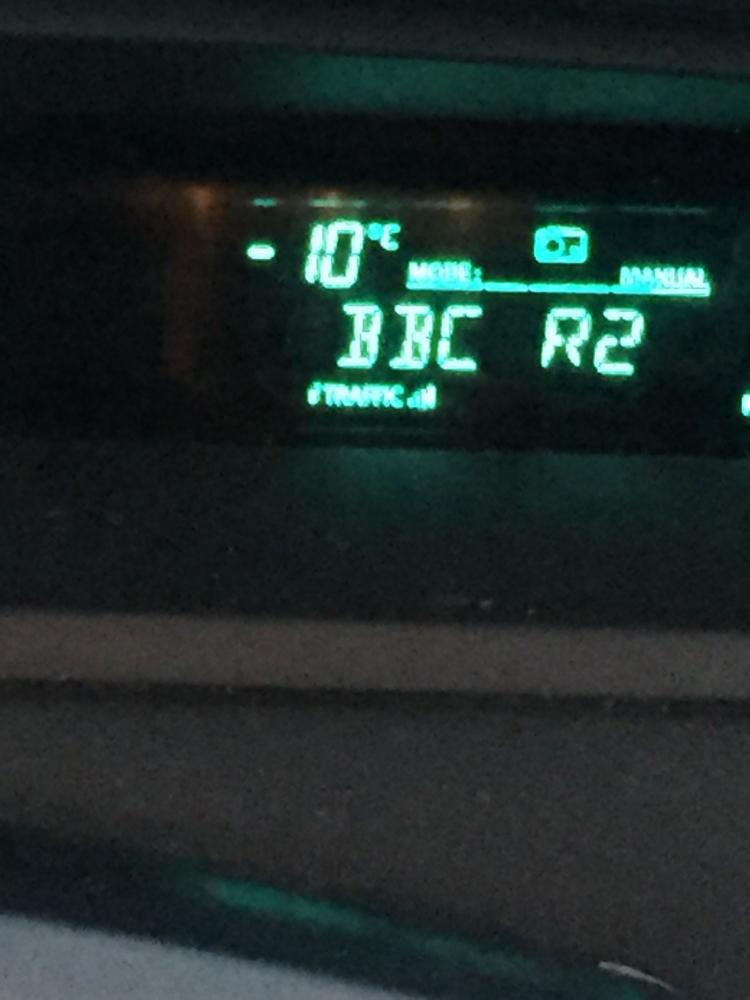 -10°C
MODE: MANUAL
BBC R2
TRAFFIC